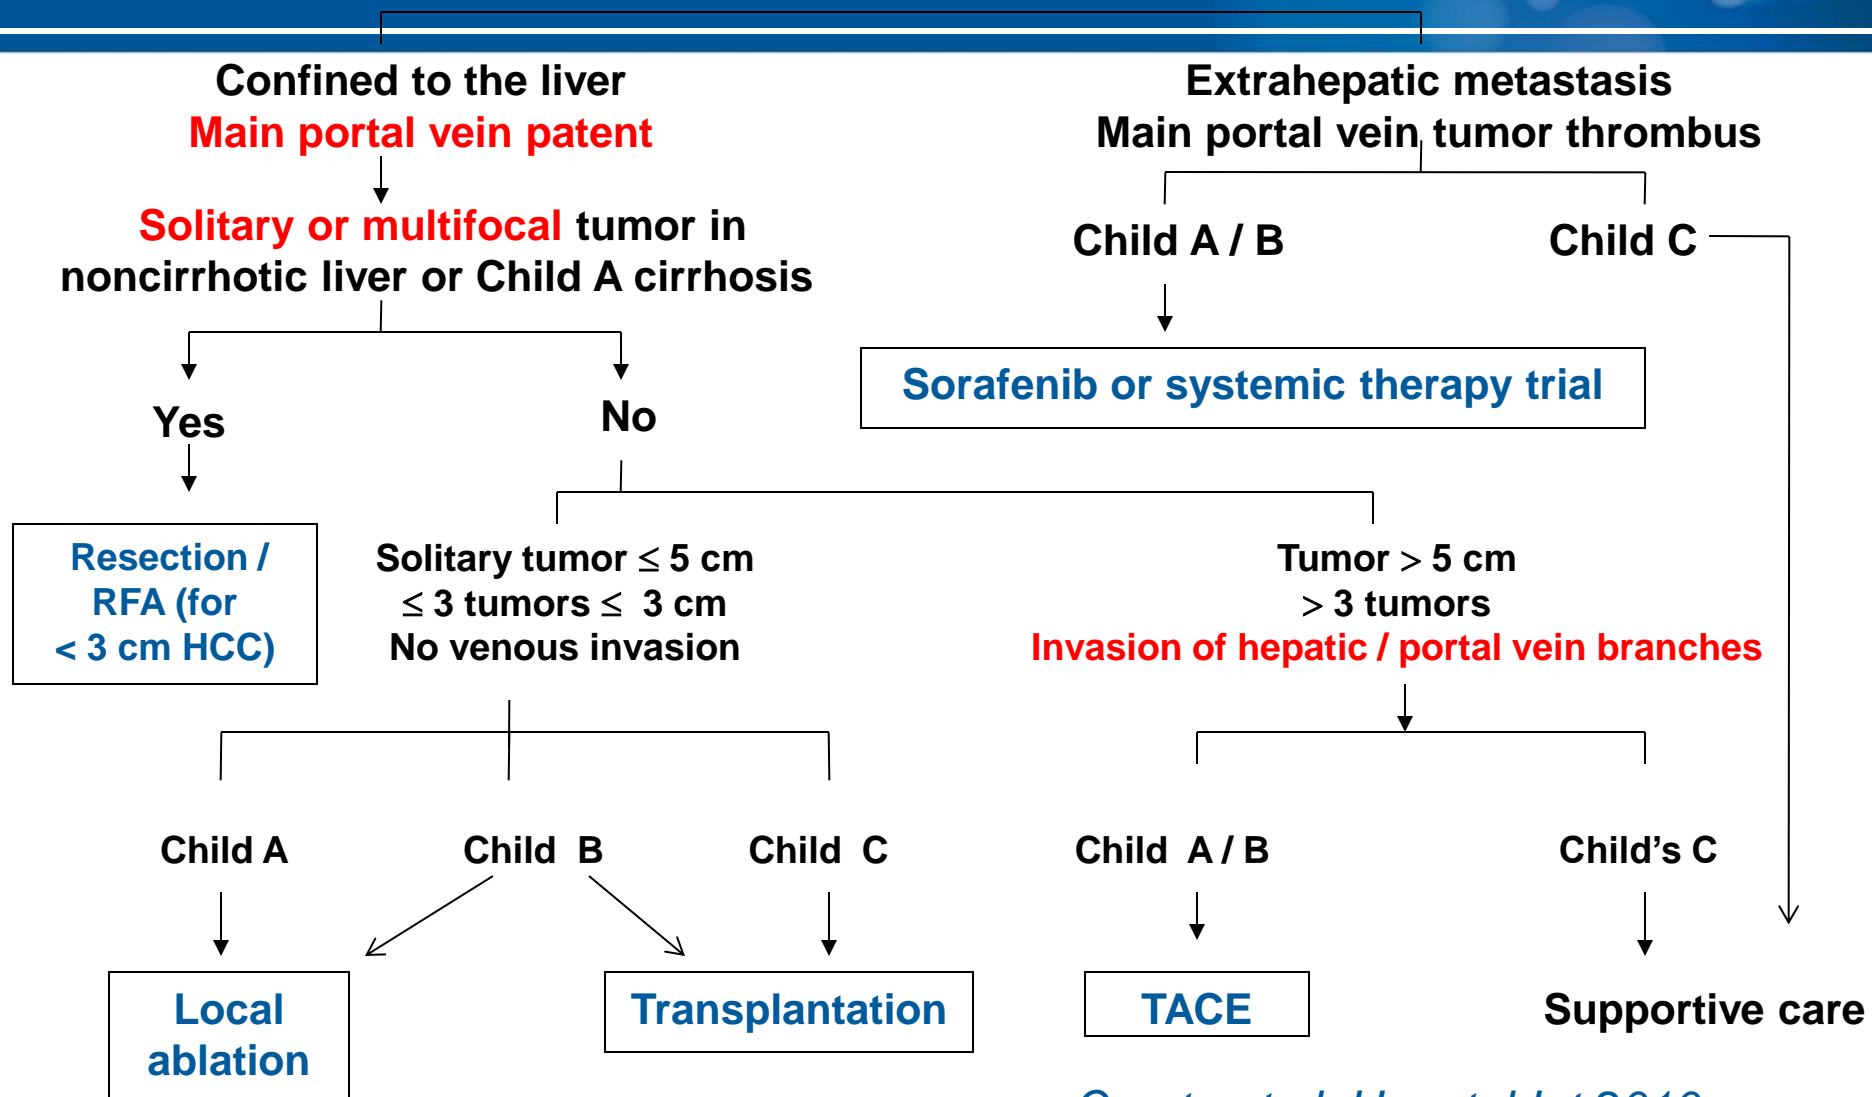 Confined to the liver
Main portal vein patent
Extrahepatic metastasis
Main portal vein tumor thrombus
Solitary or multifocal tumor in
noncirrhotic liver or Child A cirrhosis
Child A / B
Child C
Sorafenib or systemic therapy trial
Yes
No
Resection /
RFA (for
< 3 cm HCC)
Solitary tumor ≤ 5 cm
≤ 3 tumors ≤ 3 cm
No venous invasion
Tumor > 5 cm
> 3 tumors
Invasion of hepatic / portal vein branches
Child A
Child B
Child C
Child A / B
Child's C
Local
ablation
Transplantation
TACE
Supportive care